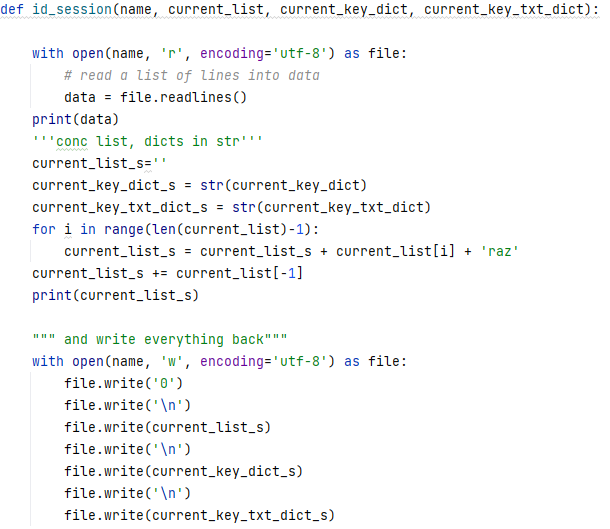 def id_session(name, current_list, current_key_dict, current_key_txt_dict):
    with open(name, 'r', encoding='utf-8') as file:
        # read a list of lines into data
        data = file.readlines()
    print(data)
    '''conc list, dicts in str'''
    current_list_s=''
    current_key_dict_s = str(current_key_dict)
    current_key_txt_dict_s = str(current_key_txt_dict)
    for i in range(len(current_list)-1):
        current_list_s = current_list_s + current_list[i] + 'raz'
    current_list_s += current_list[-1]
    print(current_list_s)
    """ and write everything back"""
    with open(name, 'w', encoding='utf-8') as file:
        file.write('0')
        file.write('\n')
        file.write(current_list_s)
        file.write('\n')
        file.write(current_key_dict_s)
        file.write('\n')
        file.write(current_key_txt_dict_s)